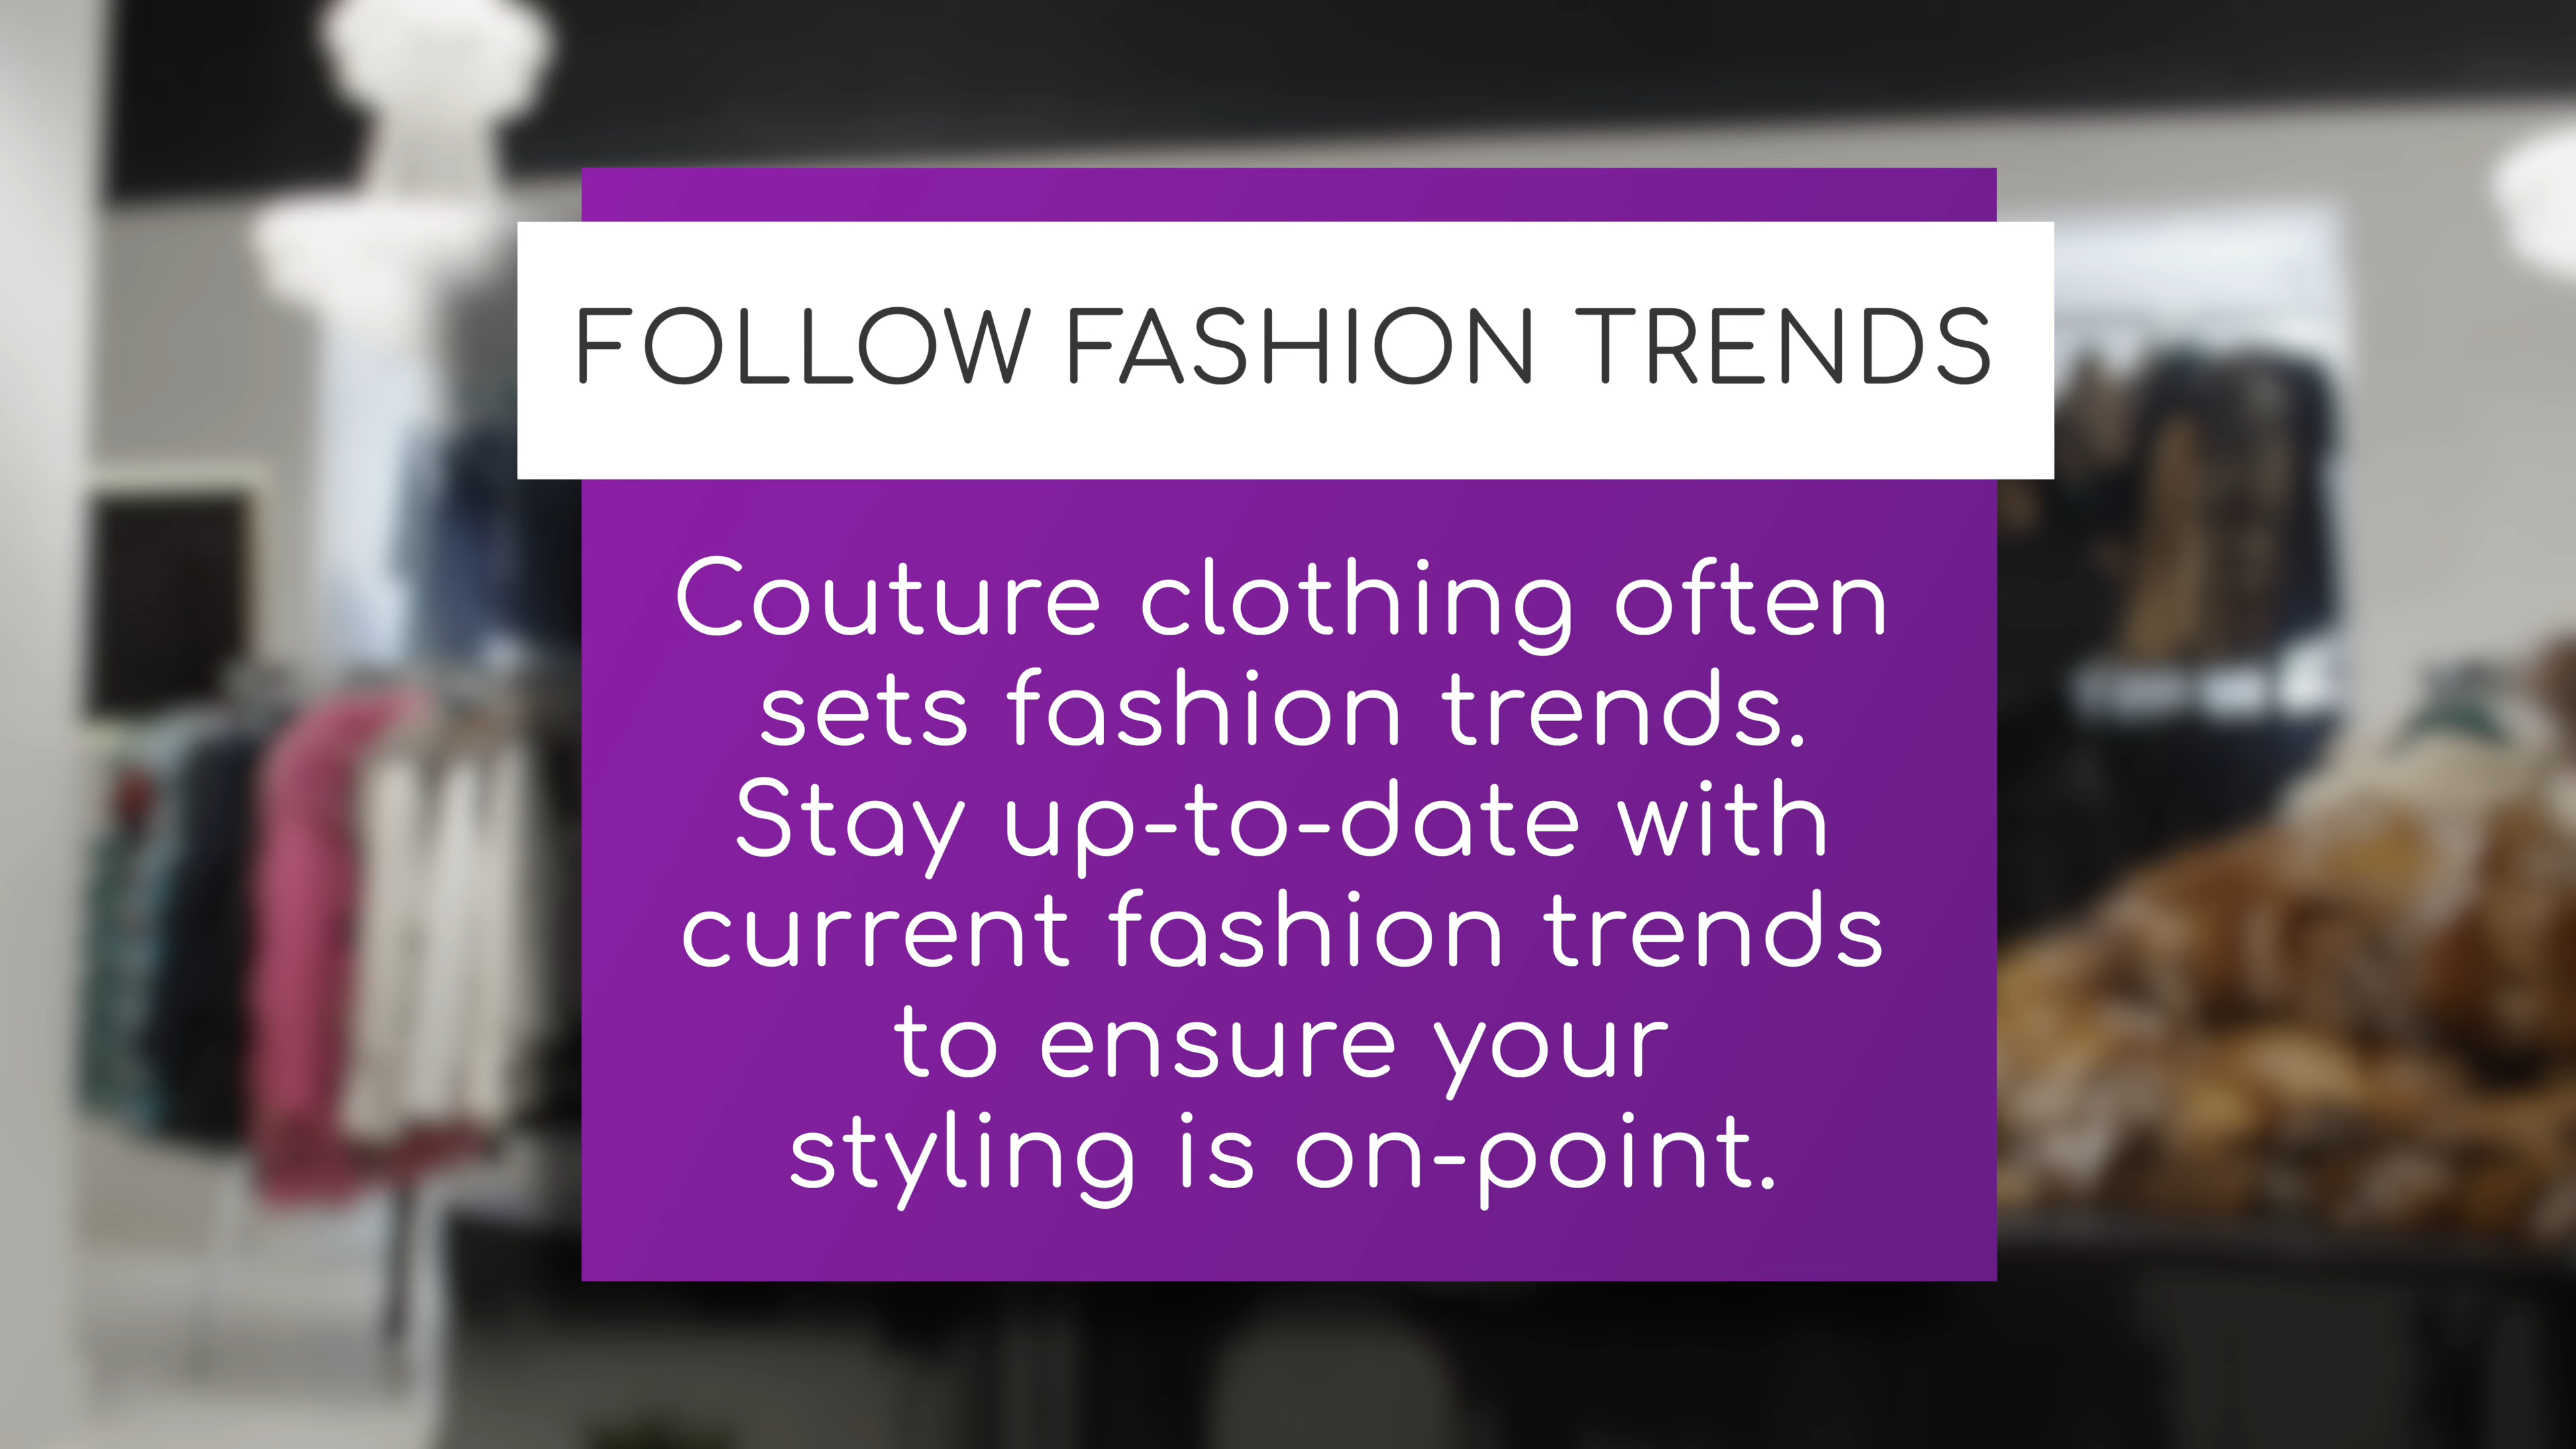 FOLLOW FASHION TRENDS
Couture clothing often
sets fashion trends.
Stay up-to-date with
current fashion trends
to ensure your
styling is on-point.